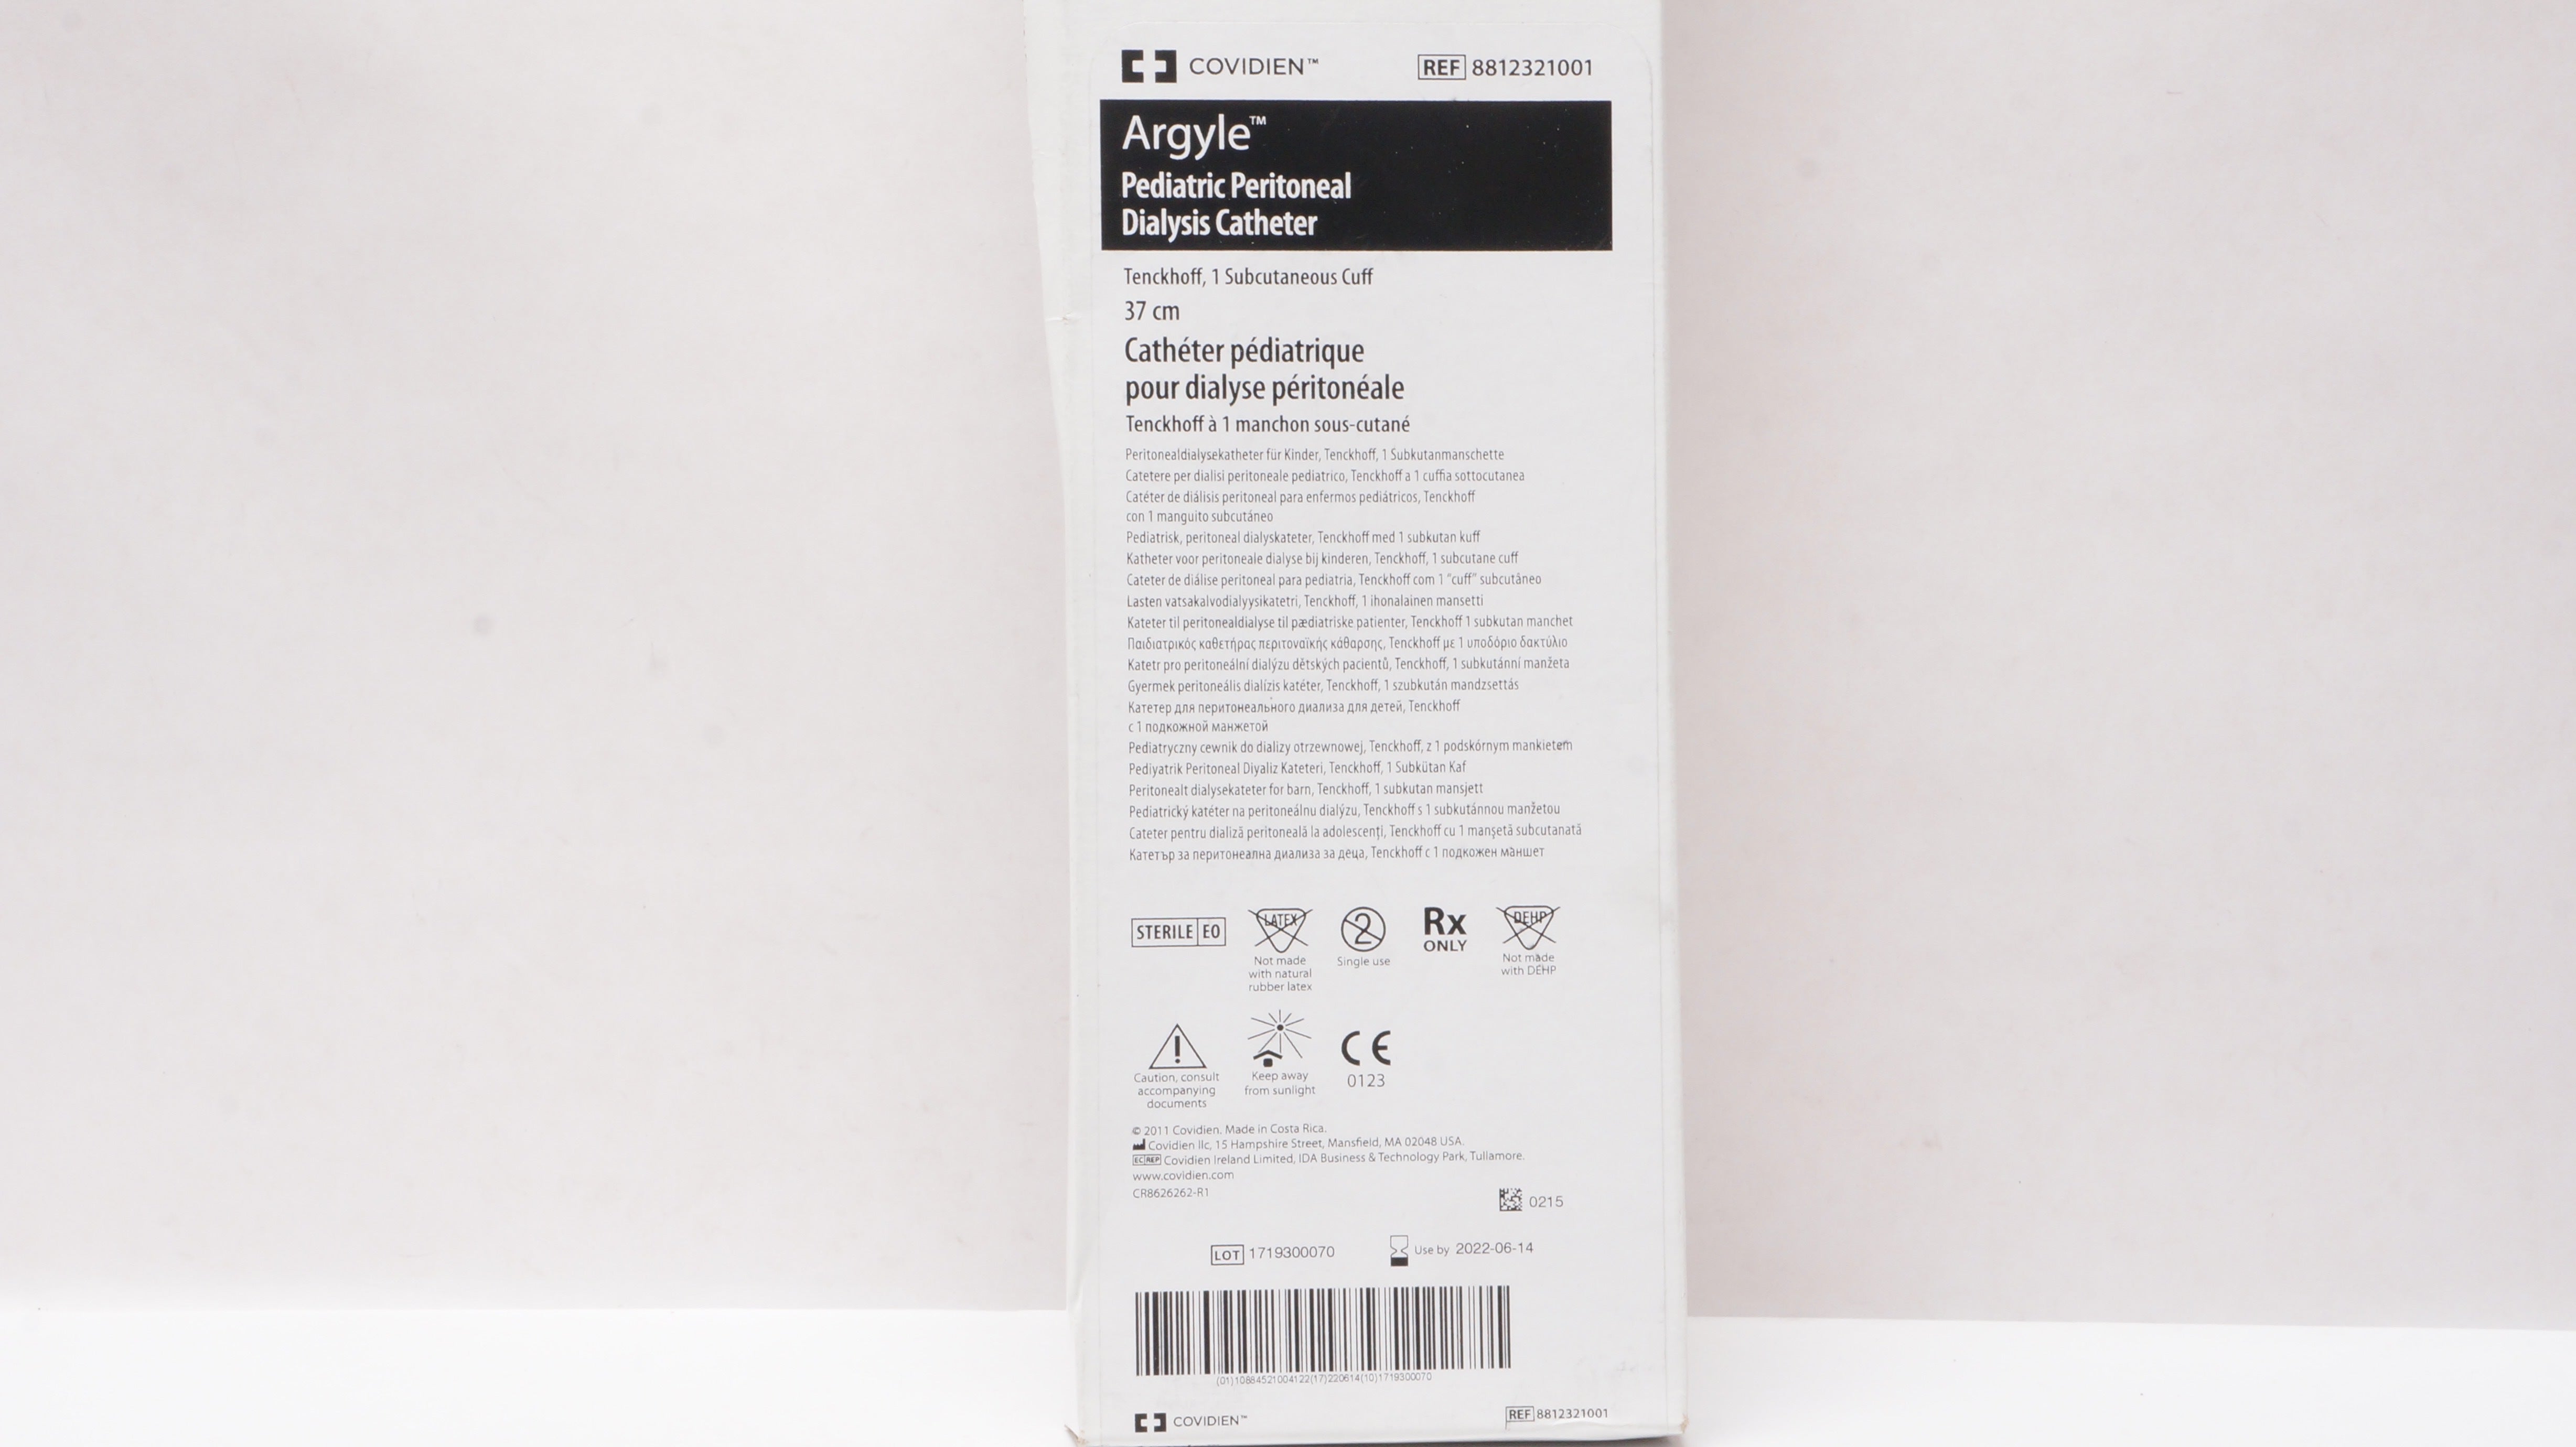 COVIDIEN™ REF 8812321001
Argyle™
Pediatric Peritoneal
Dialysis Catheter
Tenckhoff, 1 Subcutaneous Cuff
37 cm
Cathéter pédiatrique
pour dialyse péritonéale
Tenckhoff à 1 manchon sous-cutané
Peritonealdialysekatheter für Kinder, Tenckhoff, 1 Subkutanmanschette
Catetere per dialisi peritoneale pediatrico, Tenckhoff a 1 cuffia sottocutanea
Catéter de diálisis peritoneal para enfermos pediátricos, Tenckhoff
con 1 manguito subcutáneo
Pediatrisk, peritoneal dialyskateter, Tenckhoff med 1 subkutan kuff
Katheter voor peritoneale dialyse bij kinderen, Tenckhoff, 1 subcutane cuff
Cateter de diálise peritoneal para pediatria, Tenckhoff com 1 "cuff" subcutâneo
Lasten vatsakalvodialyysikatetri, Tenckhoff, 1 ihonalainen mansetti
Kateter til peritonealdialyse til pædiatriske patienter, Tenckhoff 1 subkutan manchet
Παιδιατρικός καθετήρας περιτοναϊκής κάθαρσης, Tenckhoff με 1 υποδόριο δακτύλιο
Katetr pro peritoneální dialýzu dětských pacientů, Tenckhoff, 1 subkutánní manžeta
Gyermek peritoneális dialízis katéter, Tenckhoff, 1 szubkután mandzsettás
Катетер для перитонеального диализа для детей, Tenckhoff
с 1 подкожной манжетой
Pediatryczny cewnik do dializy otrzewnowej, Tenckhoff, z 1 podskórnym mankietem
Pediyatrik Peritoneal Diyaliz Kateteri, Tenckhoff, 1 Subkütan Kaf
Peritonealt dialysekateter for barn, Tenckhoff, 1 subkutan mansjett
Pediatrický katéter na peritoneálnu dialýzu, Tenckhoff s 1 subkutánnou manžetou
Cateter pentru dializă peritoneală la adolescenţi, Tenckhoff cu 1 manşetă subcutanată
Катетър за перитонеална диализа за деца, Tenckhoff с 1 подкожен маншет
STERILE EO LATEX 2 Rx ONLY DEHP
Not made
with natural
rubber latex
Single use
Not made
with DEHP
Caution, consult
accompanying
documents
Keep away
from sunlight
CE
0123
© 2011 Covidien. Made in Costa Rica.
Covidien llc, 15 Hampshire Street, Mansfield, MA 02048 USA.
EC REP Covidien Ireland Limited, IDA Business & Technology Park, Tullamore.
www.covidien.com
CR8626262-R1
0215
LOT 1719300070 Use by 2022-06-14
(01)10884521004122(17)220614(10)1719300070
COVIDIEN™ REF 8812321001